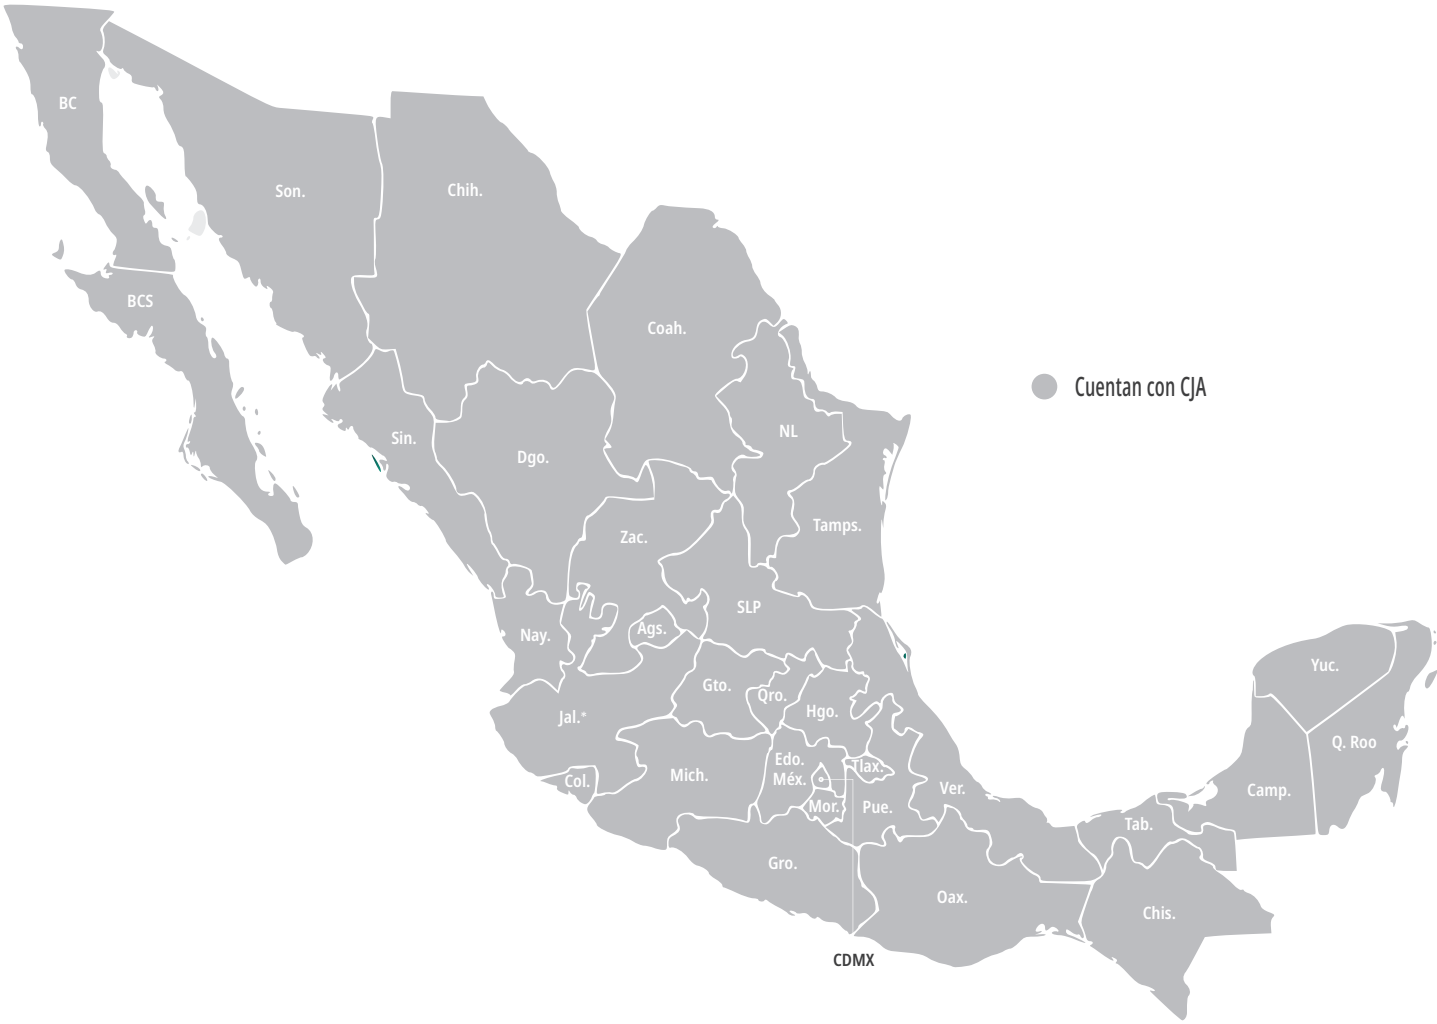 BC
Son.
Chih.
BCS
Coah.
Cuentan con CJA
NL
Sin.
Dgo.
Tamps.
Zac.
SLP
Ags.
Nay.
Yuc.
Gto.
Qro.
Hgo.
Jal.*
Q. Roo
Edo.
Méx.
Tlax.
Mich.
Col.
Ver.
Camp.
Mor.
Pue.
Tab.
Gro.
Oax.
Chis.
CDMX